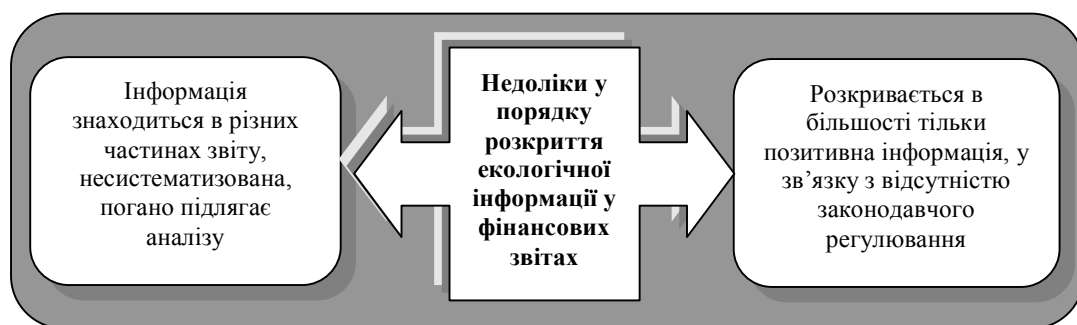 Інформація
знаходиться в різних
частинах звіту,
несистематизована,
погано підлягає
аналізу
Недоліки у
порядку
розкриття
екологічної
інформації у
фінансових
звітах
Розкривається в
більшості тільки
позитивна інформація, у
зв’язку з відсутністю
законодавчого
регулювання